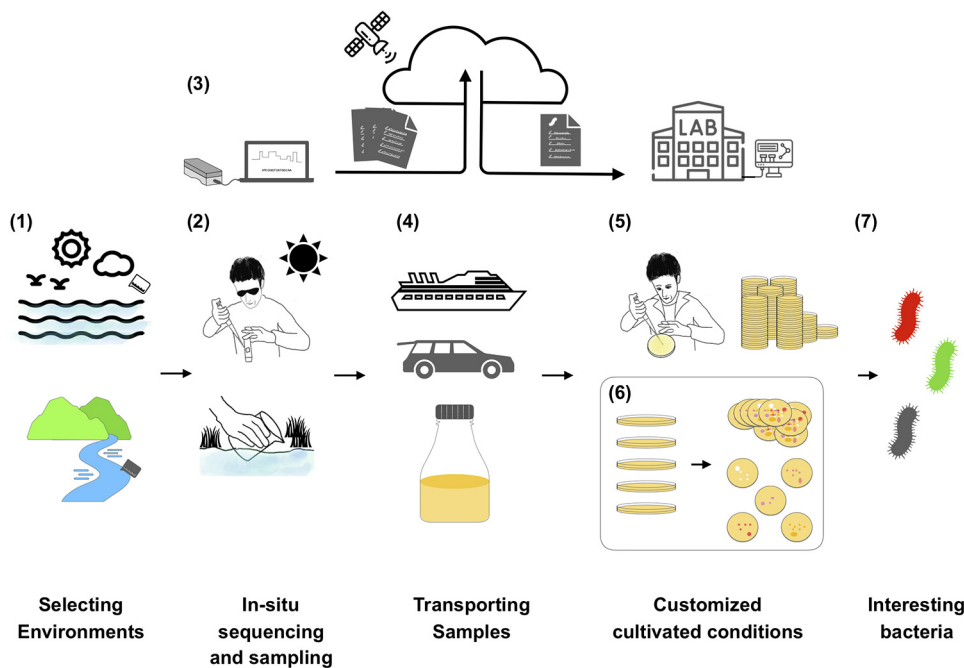 (3)
LAB
(1)
(2)
(4)
(5)
(7)
(6)
Selecting
Environments
In-situ
sequencing
and sampling
Transporting
Samples
Customized
cultivated conditions
Interesting
bacteria